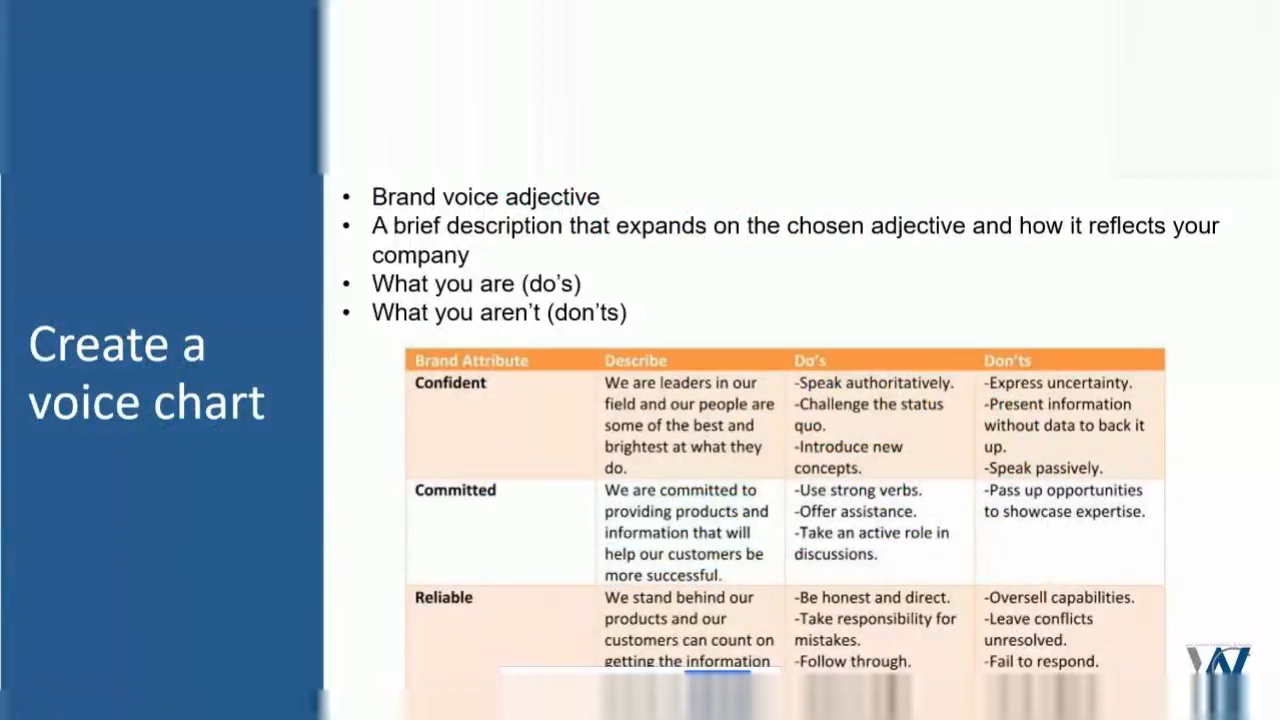 Create a
voice chart
• Brand voice adjective
• A brief description that expands on the chosen adjective and how it reflects your
company
• What you are (do’s)
• What you aren’t (don’ts)
Brand Attribute
Describe
Do’s
Don’ts
Confident
We are leaders in our
field and our people are
some of the best and
brightest at what they
do.
-Speak authoritatively.
-Challenge the status
quo.
-Introduce new
concepts.
-Express uncertainty.
-Present information
without data to back it
up.
-Speak passively.
Committed
We are committed to
providing products and
information that will
help our customers be
more successful.
-Use strong verbs.
-Offer assistance.
-Take an active role in
discussions.
-Pass up opportunities
to showcase expertise.
Reliable
We stand behind our
products and our
customers can count on
getting the information
-Be honest and direct.
-Take responsibility for
mistakes.
-Follow through.
-Oversell capabilities.
-Leave conflicts
unresolved.
-Fail to respond.